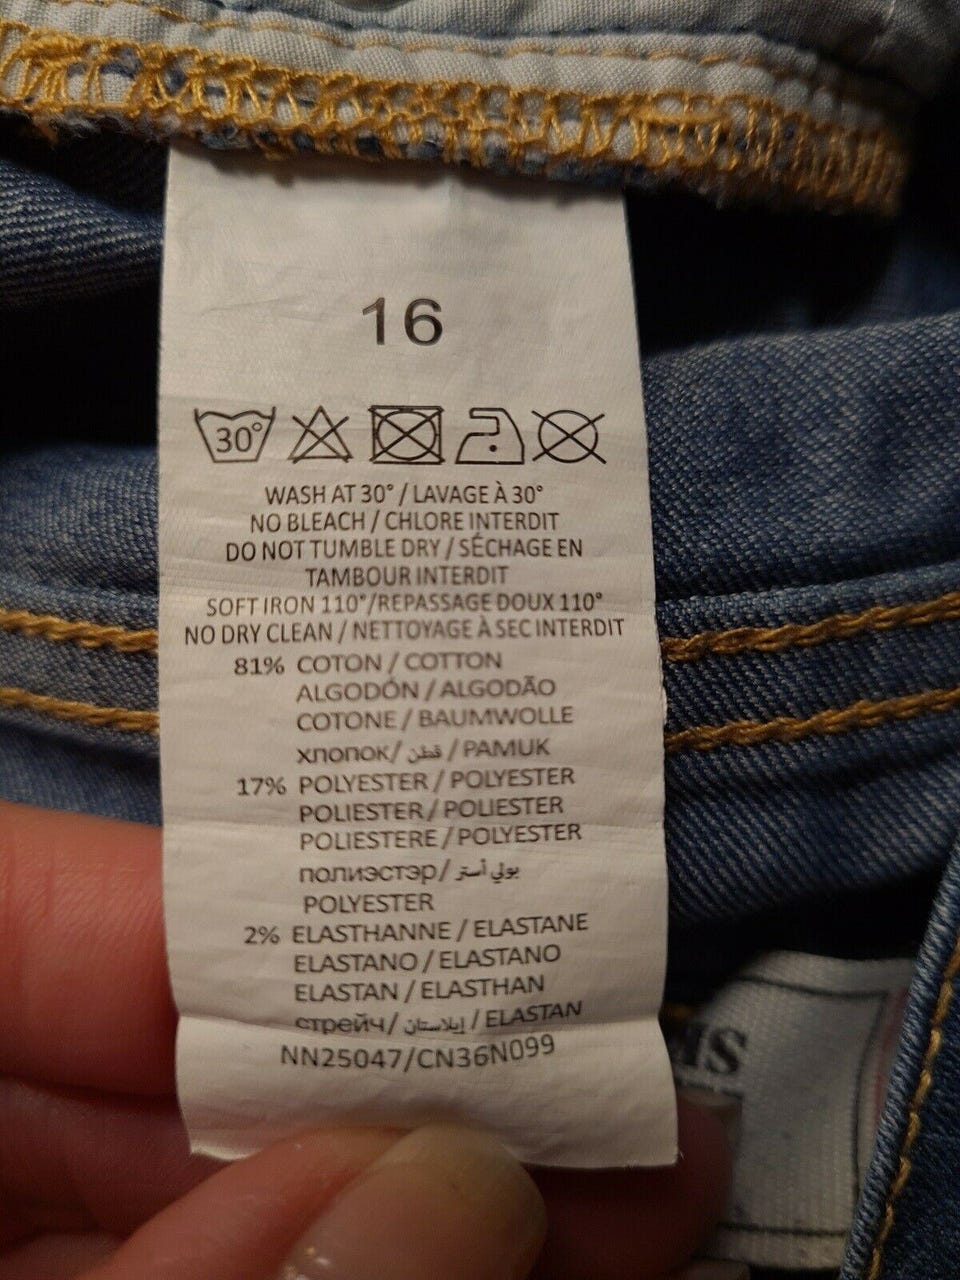 16
30°
WASH AT 30° / LAVAGE À 30°
NO BLEACH / CHLORE INTERDIT
DO NOT TUMBLE DRY / SÉCHAGE EN
TAMBOUR INTERDIT
SOFT IRON 110°/REPASSAGE DOUX 110°
NO DRY CLEAN / NETTOYAGE À SEC INTERDIT
81% COTON / COTTON
ALGODÓN / ALGODÃO
COTONE / BAUMWOLLE
хлопок/ قطن / PAMUK
17% POLYESTER / POLYESTER
POLIESTER / POLIESTER
POLIESTERE / POLYESTER
полиэстэр/ بولي أستر
POLYESTER
2% ELASTHANNE / ELASTANE
ELASTANO / ELASTANO
ELASTAN / ELASTHAN
стрейч/ إيلاستان / ELASTAN
NN25047/CN36N099